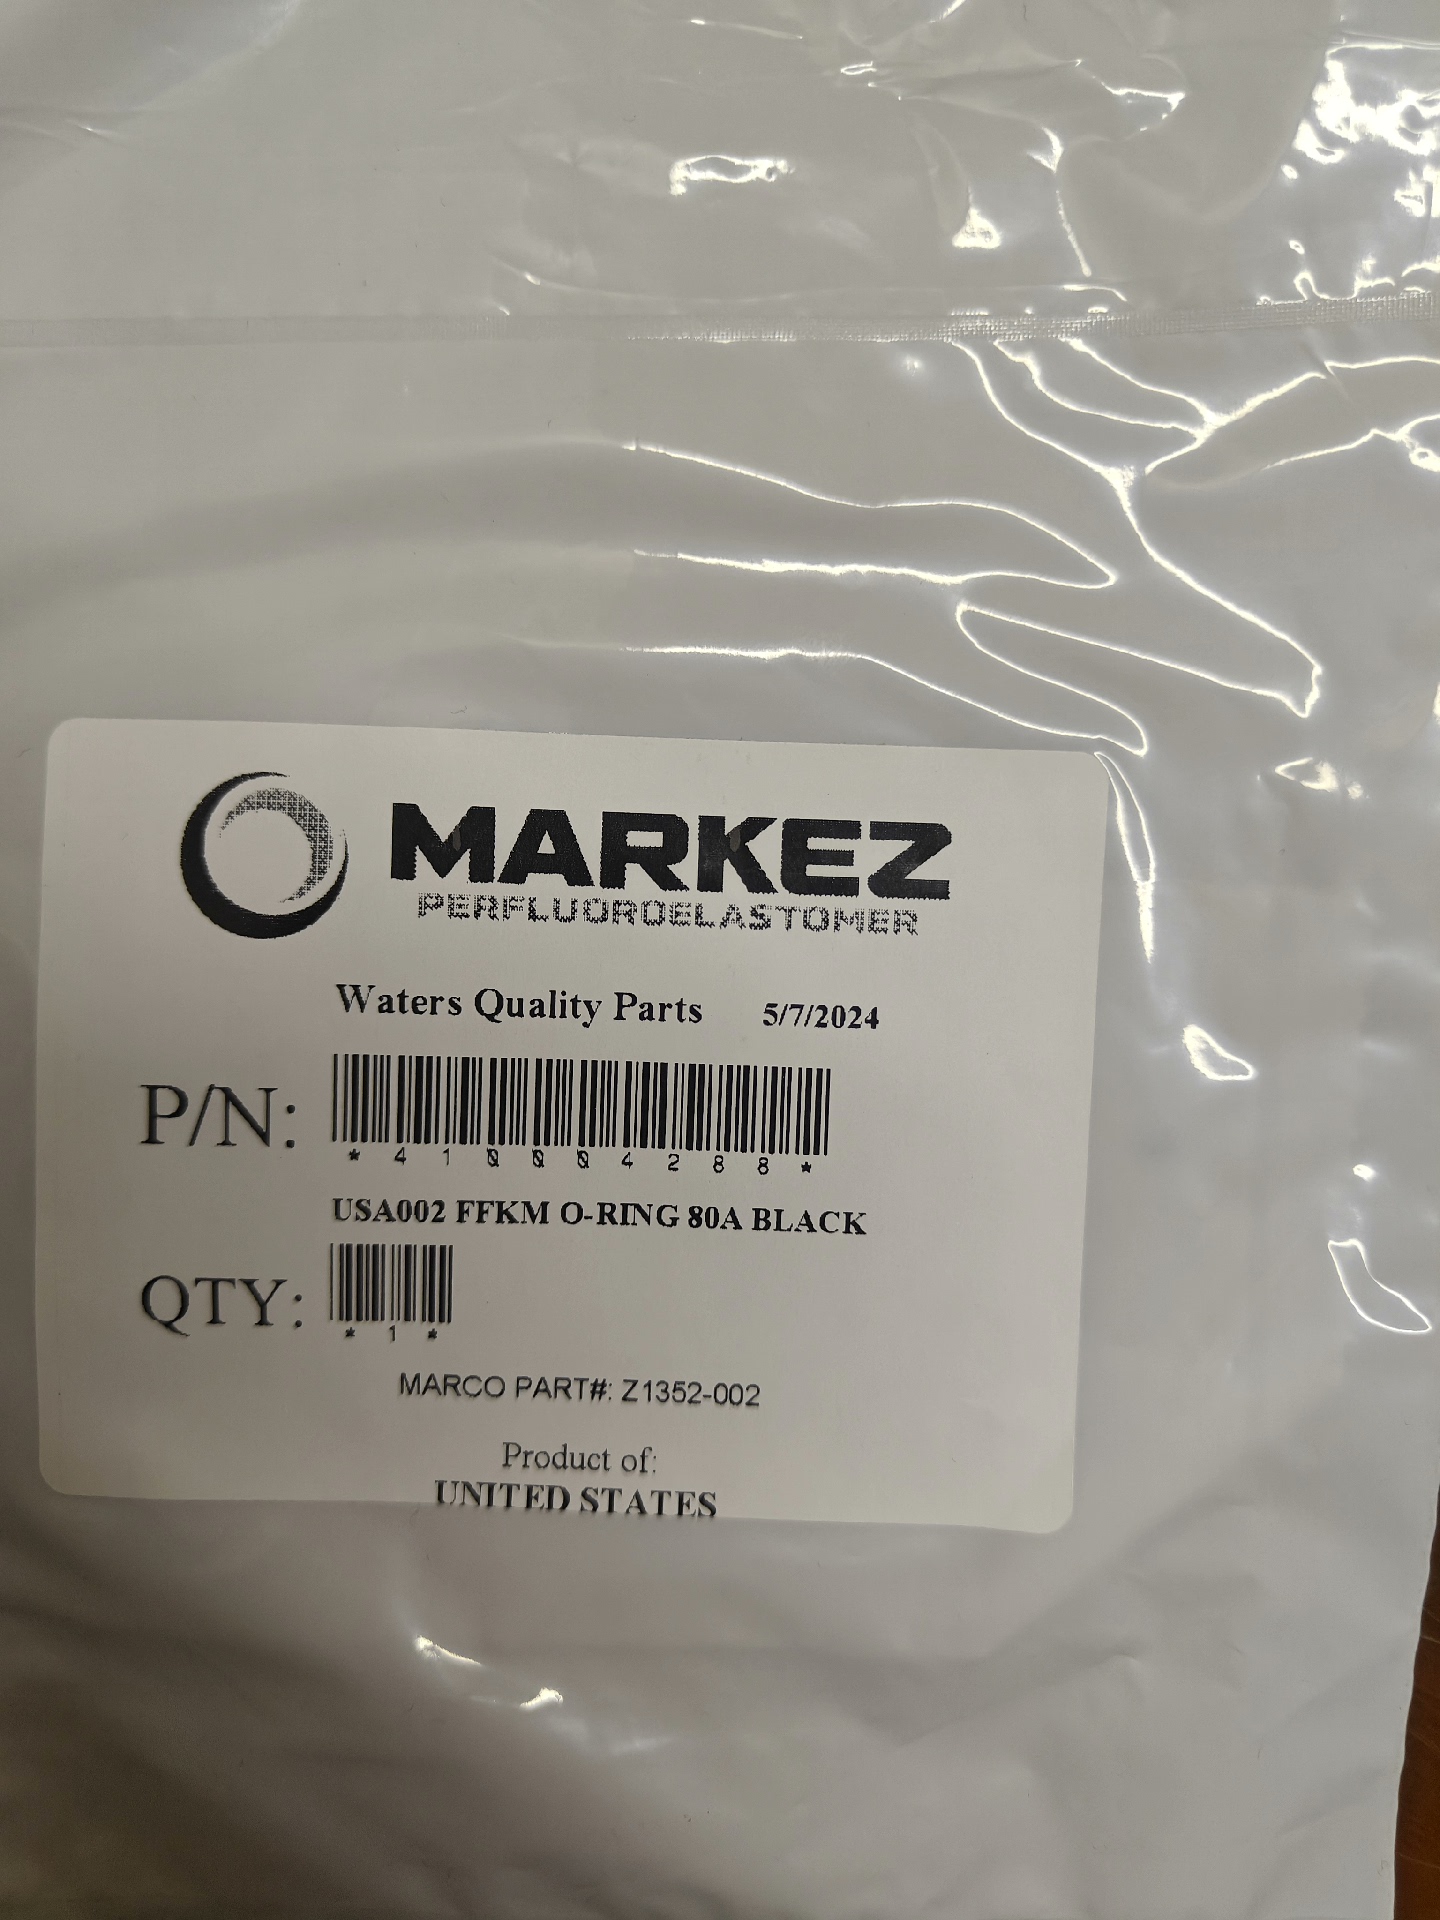 MARKEZ
PERFLUOROELASTOMER
Waters Quality Parts 5/7/2024
P/N:
*410004288*
USA002 FFKM O-RING 80A BLACK
QTY:
*1*
MARCO PART#: Z1352-002
Product of:
UNITED STATES